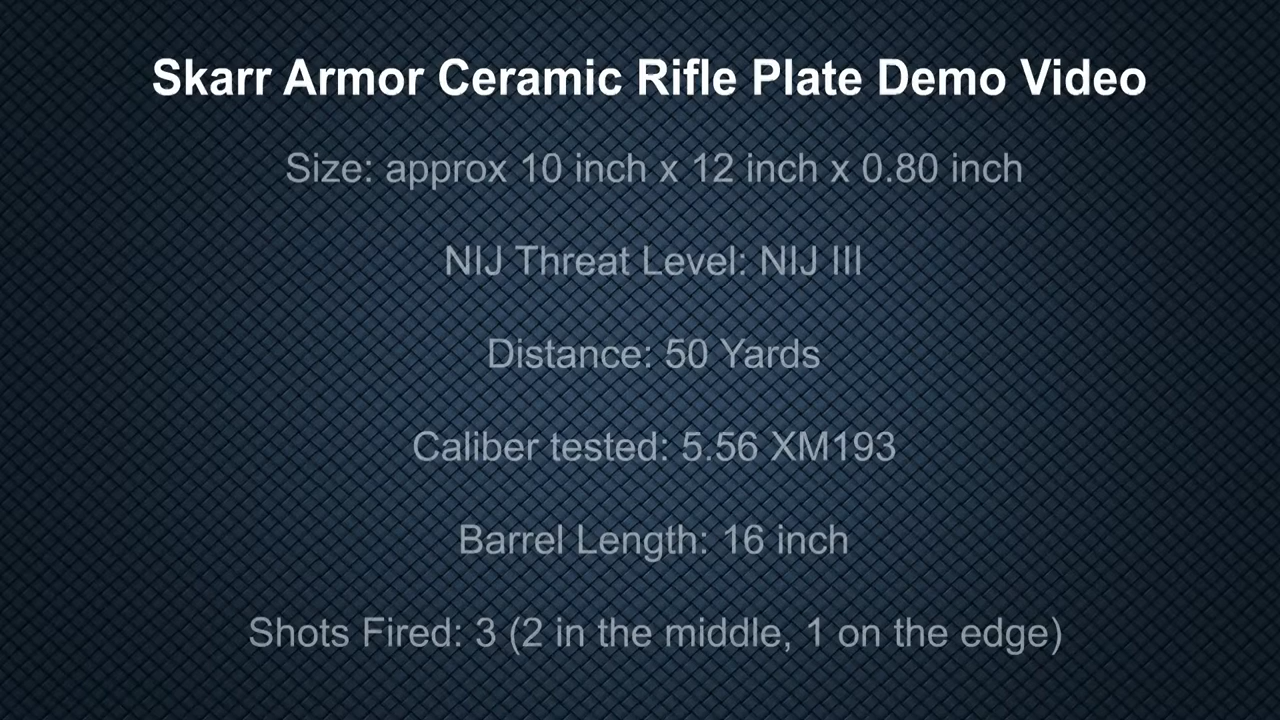 Skarr Armor Ceramic Rifle Plate Demo Video
Size: approx 10 inch x 12 inch x 0.80 inch
NIJ Threat Level: NIJ III
Distance: 50 Yards
Caliber tested: 5.56 XM193
Barrel Length: 16 inch
Shots Fired: 3 (2 in the middle, 1 on the edge)